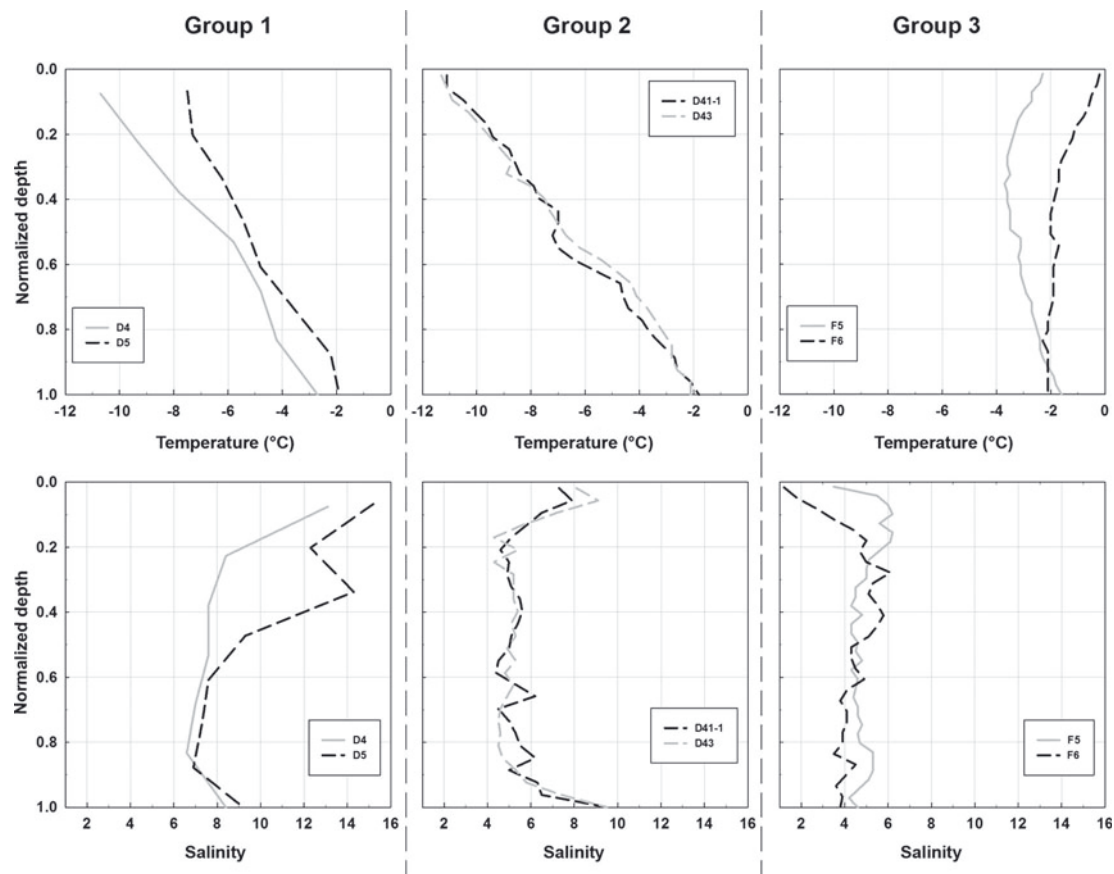 Group 1
Group 2
Group 3
Normalized depth
0.0
0.2
0.4
0.6
0.8
1.0
D4
D5
-12 -10 -8 -6 -4 -2 0
Temperature (°C)
D41-1
D43
-12 -10 -8 -6 -4 -2 0
Temperature (°C)
F5
F6
-12 -10 -8 -6 -4 -2 0
Temperature (°C)
Normalized depth
0.0
0.2
0.4
0.6
0.8
1.0
D4
D5
2 4 6 8 10 12 14 16
Salinity
D41-1
D43
2 4 6 8 10 12 14 16
Salinity
F5
F6
2 4 6 8 10 12 14 16
Salinity